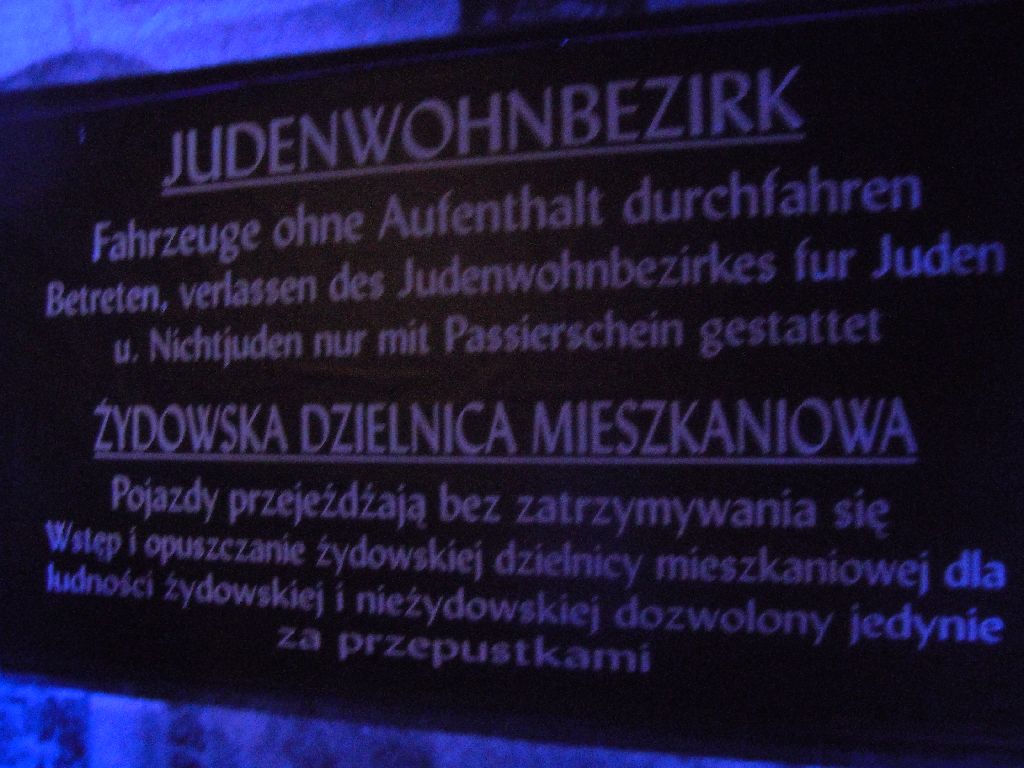 JUDENWOHNBEZIRK
Fahrzeuge ohne Aufenthalt durchfahren
Betreten, verlassen des Judenwohnbezirkes fur Juden
u. Nichtjuden nur mit Passierschein gestattet
ŻYDOWSKA DZIELNICA MIESZKANIOWA
Pojazdy przejeżdżają bez zatrzymywania się
Wstęp i opuszczanie żydowskiej dzielnicy mieszkaniowej dla
ludności żydowskiej i nieżydowskiej dozwolony jedynie
za przepustkami